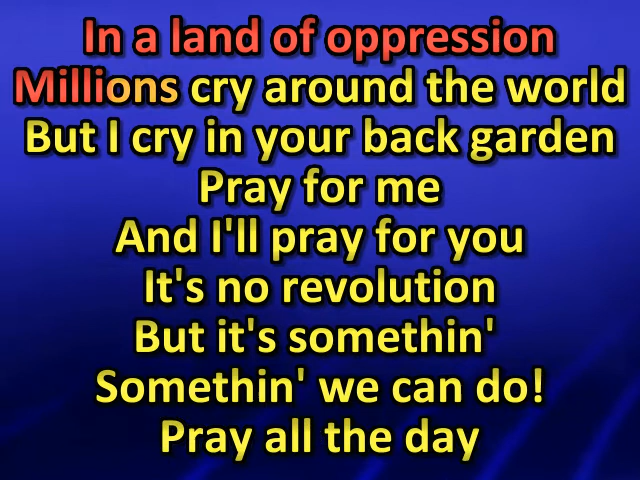 In a land of oppression
Millions cry around the world
But I cry in your back garden
Pray for me
And I'll pray for you
It's no revolution
But it's somethin'
Somethin' we can do!
Pray all the day